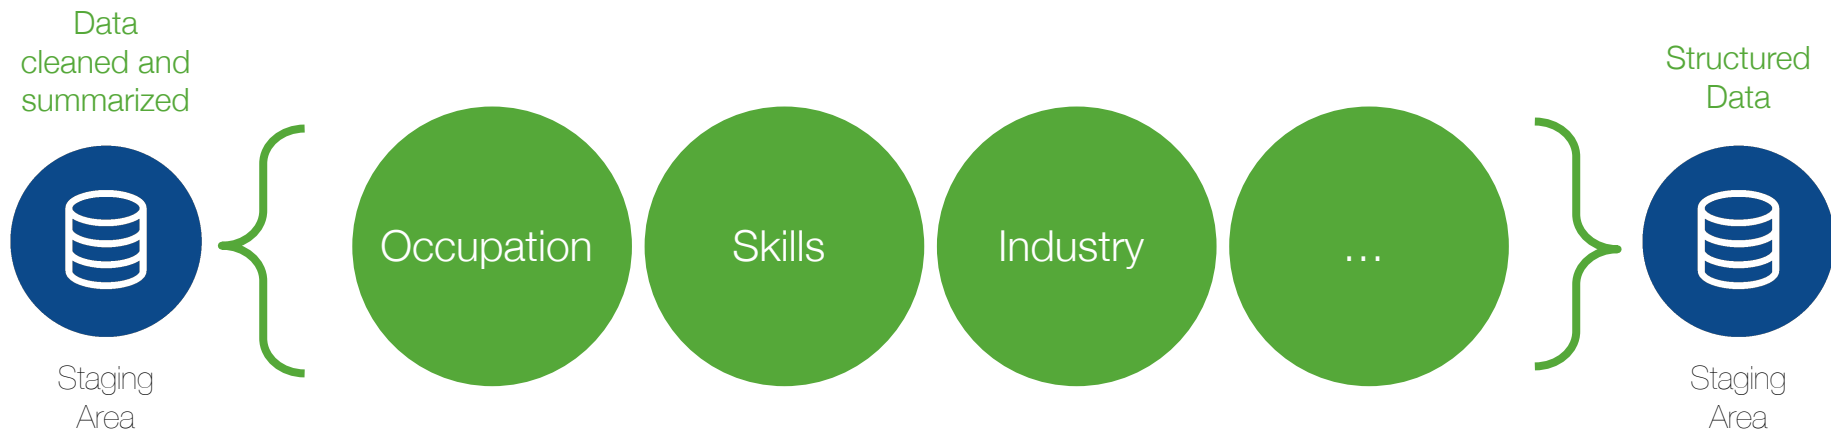 Data
cleaned and
summarized
Staging
Area
Occupation
Skills
Industry
...
Structured
Data
Staging
Area